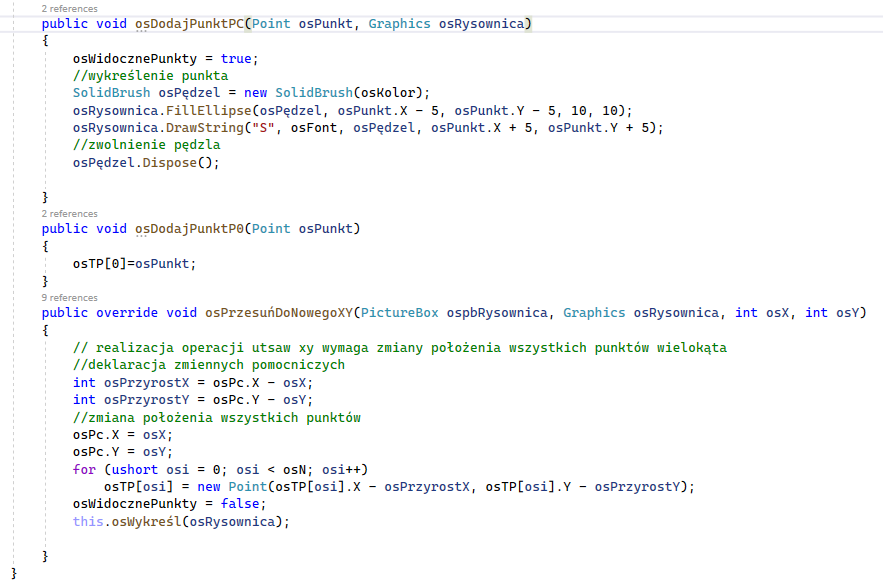 2 references
public void osDodajPunktPC(Point osPunkt, Graphics osRysownica)
{
osWidocznePunkty = true;
//wykreślenie punkta
SolidBrush osPędzel = new SolidBrush(osKolor);
osRysownica.FillEllipse(osPędzel, osPunkt.X - 5, osPunkt.Y - 5, 10, 10);
osRysownica.DrawString("S", osFont, osPędzel, osPunkt.X + 5, osPunkt.Y + 5);
//zwolnienie pędzla
osPędzel.Dispose();
}
2 references
public void osDodajPunktP0(Point osPunkt)
{
osTP[0]=osPunkt;
}
9 references
public override void osPrzesuńDoNowegoXY(PictureBox ospbRysownica, Graphics osRysownica, int osX, int osY)
{
// realizacja operacji utsaw xy wymaga zmiany położenia wszystkich punktów wielokąta
//deklaracja zmiennych pomocniczych
int osPrzyrostX = osPc.X - osX;
int osPrzyrostY = osPc.Y - osY;
//zmiana położenia wszystkich punktów
osPc.X = osX;
osPc.Y = osY;
for (ushort osi = 0; osi < osN; osi++)
osTP[osi] = new Point(osTP[osi].X - osPrzyrostX, osTP[osi].Y - osPrzyrostY);
osWidocznePunkty = false;
this.osWykreśl(osRysownica);
}
}